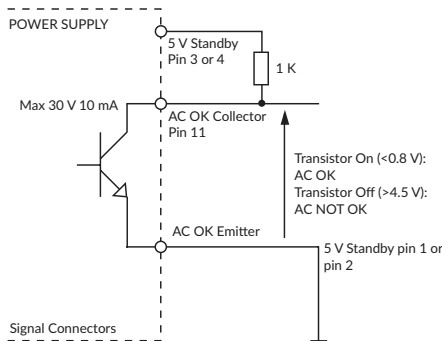 POWER SUPPLY
5 V Standby
Pin 3 or 4
1 K
Max 30 V 10 mA
AC OK Collector
Pin 11
Transistor On (<0.8 V):
AC OK
Transistor Off (>4.5 V):
AC NOT OK
AC OK Emitter
5 V Standby pin 1 or
pin 2
Signal Connectors